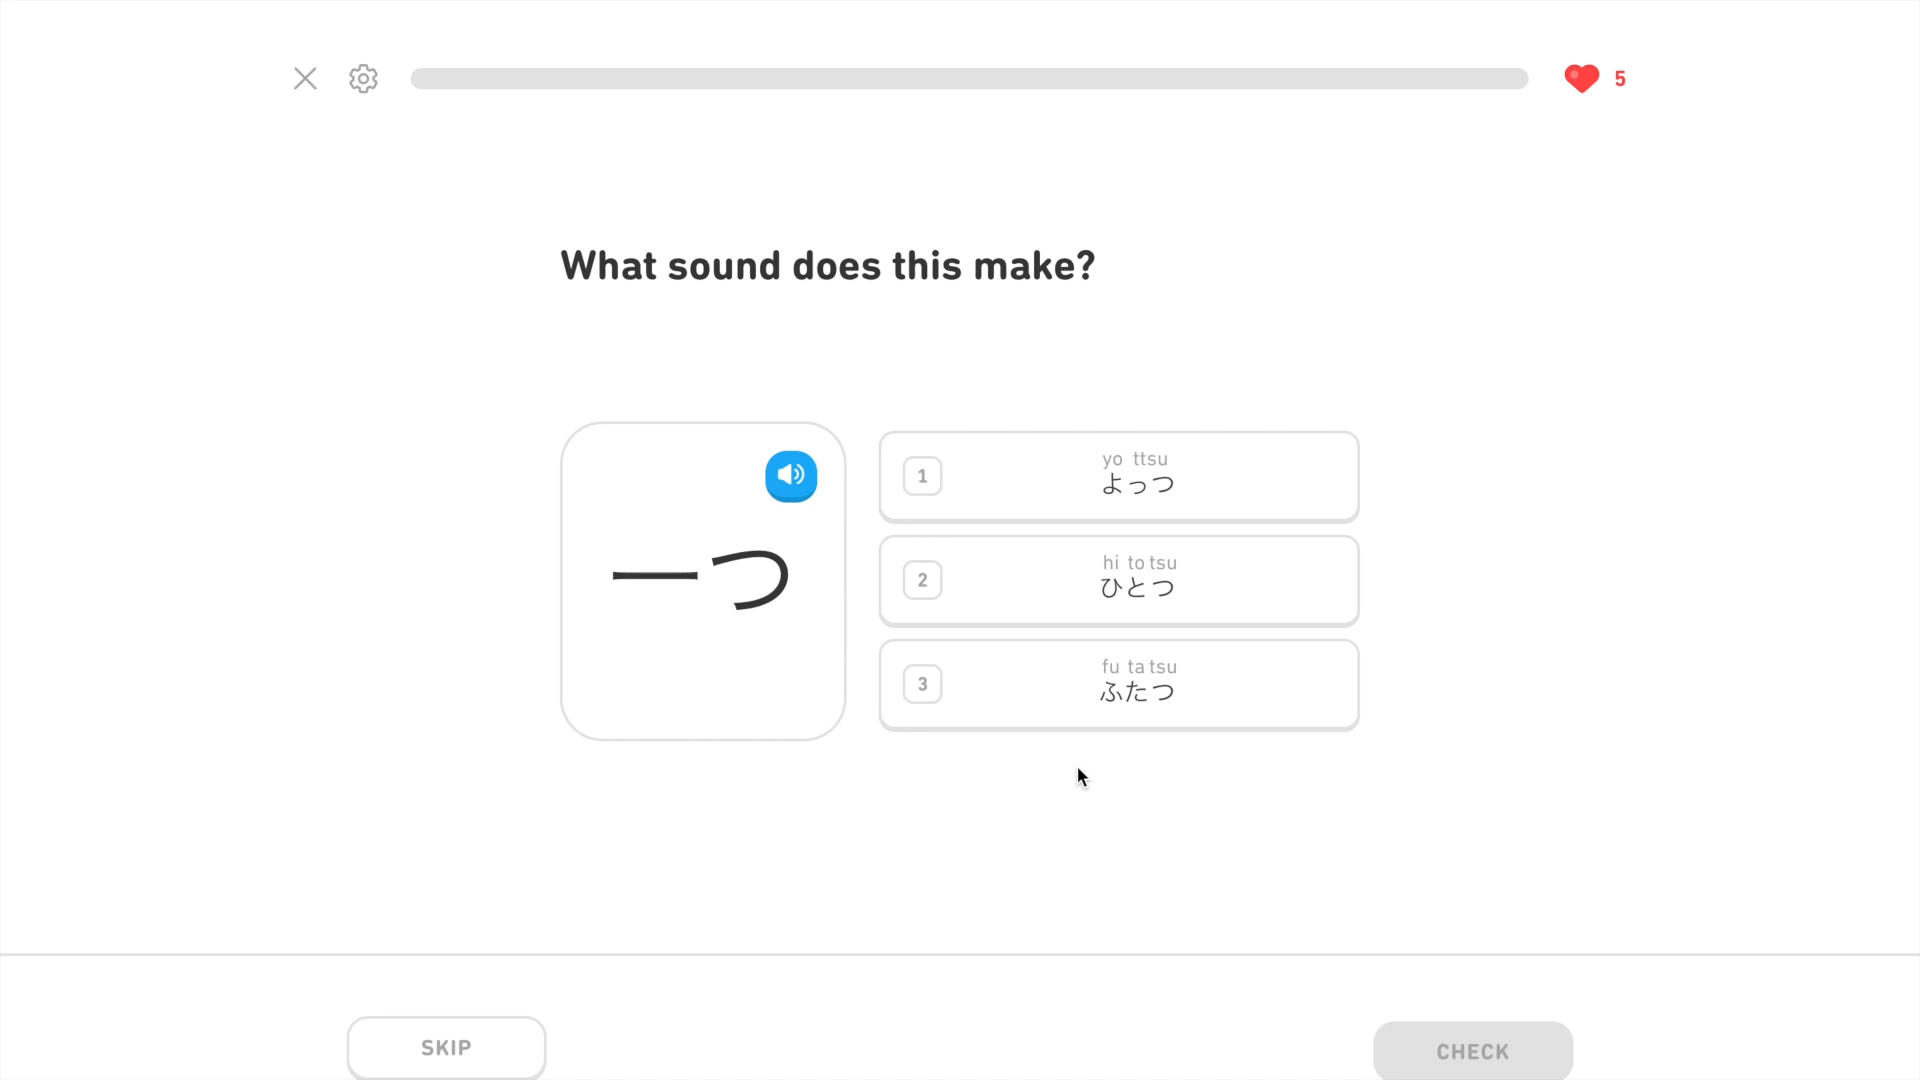 5
What sound does this make?
一つ
1
yo ttsu
よっつ
2
hi to tsu
ひとつ
3
fu ta tsu
ふたつ
SKIP
CHECK